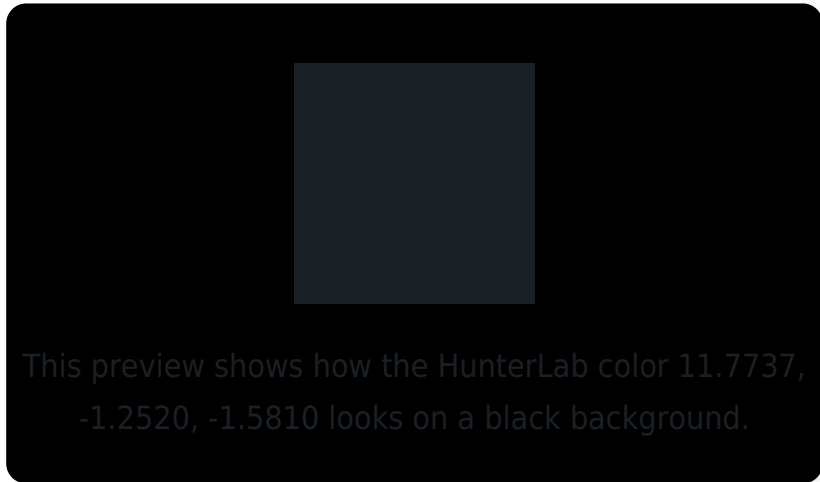 This preview shows how the HunterLab color 11.7737,
-1.2520, -1.5810 looks on a black background.